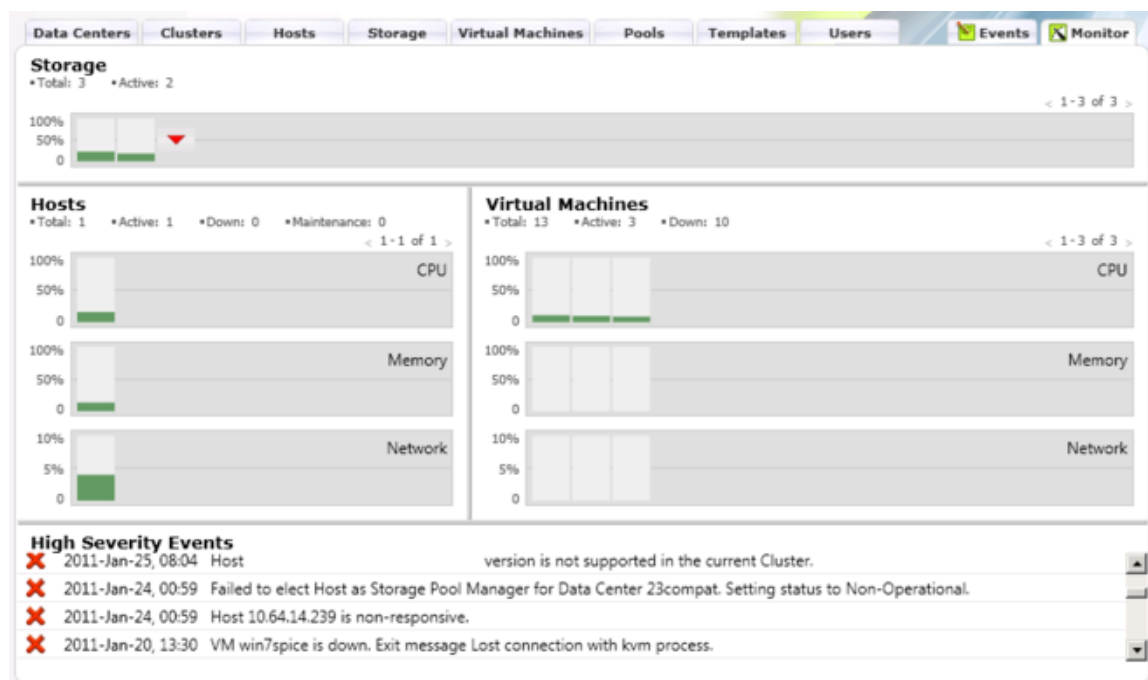 Data Centers Clusters Hosts Storage Virtual Machines Pools Templates Users Events Monitor
Storage
▪Total: 3 ▪Active: 2
< 1-3 of 3 >
100%
50%
0
Hosts
▪Total: 1 ▪Active: 1 ▪Down: 0 ▪Maintenance: 0
< 1-1 of 1 >
100%
CPU
50%
0
100%
Memory
50%
0
10%
Network
5%
0
Virtual Machines
▪Total: 13 ▪Active: 3 ▪Down: 10
< 1-3 of 3 >
100%
CPU
50%
0
100%
Memory
50%
0
10%
Network
5%
0
High Severity Events
2011-Jan-25, 08:04 Host version is not supported in the current Cluster.
2011-Jan-24, 00:59 Failed to elect Host as Storage Pool Manager for Data Center 23compat. Setting status to Non-Operational.
2011-Jan-24, 00:59 Host 10.64.14.239 is non-responsive.
2011-Jan-20, 13:30 VM win7spice is down. Exit message Lost connection with kvm process.